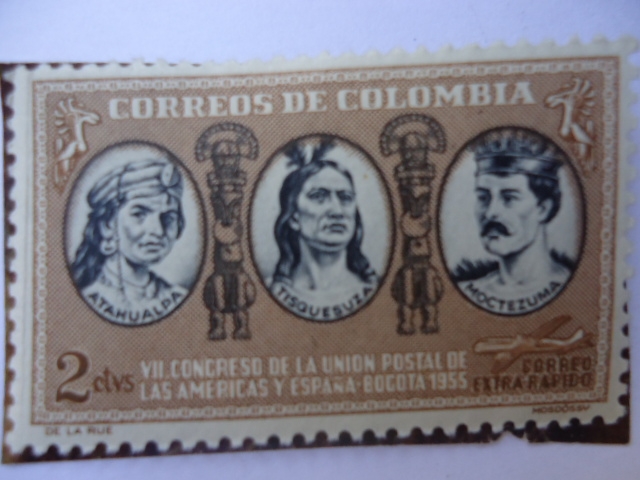 CORREOS DE COLOMBIA
ATAHUALPA
TISQUESUZA
MOCTEZUMA
2 ctvs
VII. CONGRESO DE LA UNION POSTAL DE
LAS AMERICAS Y ESPAÑA-BOGOTA 1955
CORREO
EXTRA-RAPIDO
DE LA RUE